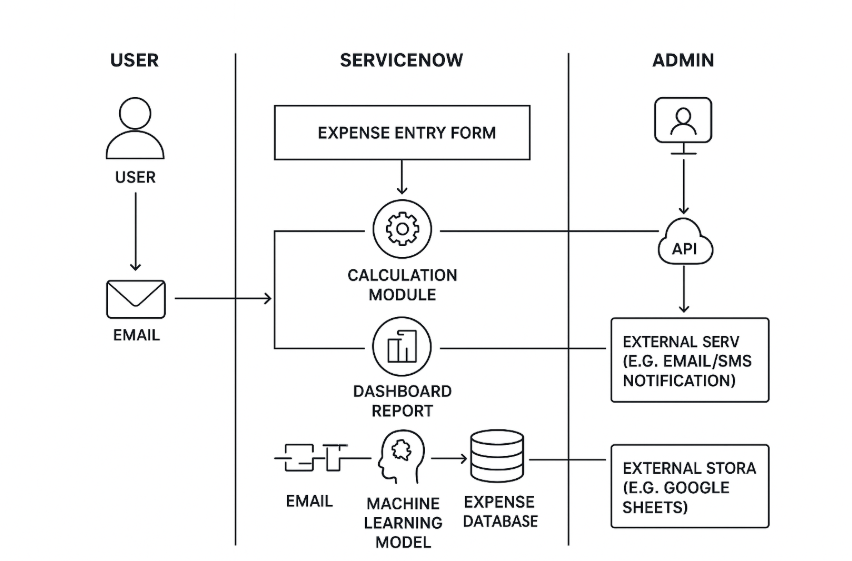 USER
SERVICENOW
ADMIN
EXPENSE ENTRY FORM
USER
API
CALCULATION
MODULE
EMAIL
EXTERNAL SERV
(E.G. EMAIL/SMS
NOTIFICATION)
DASHBOARD
REPORT
EXTERNAL STORA
(E.G. GOOGLE
SHEETS)
EMAIL
MACHINE
LEARNING
MODEL
EXPENSE
DATABASE